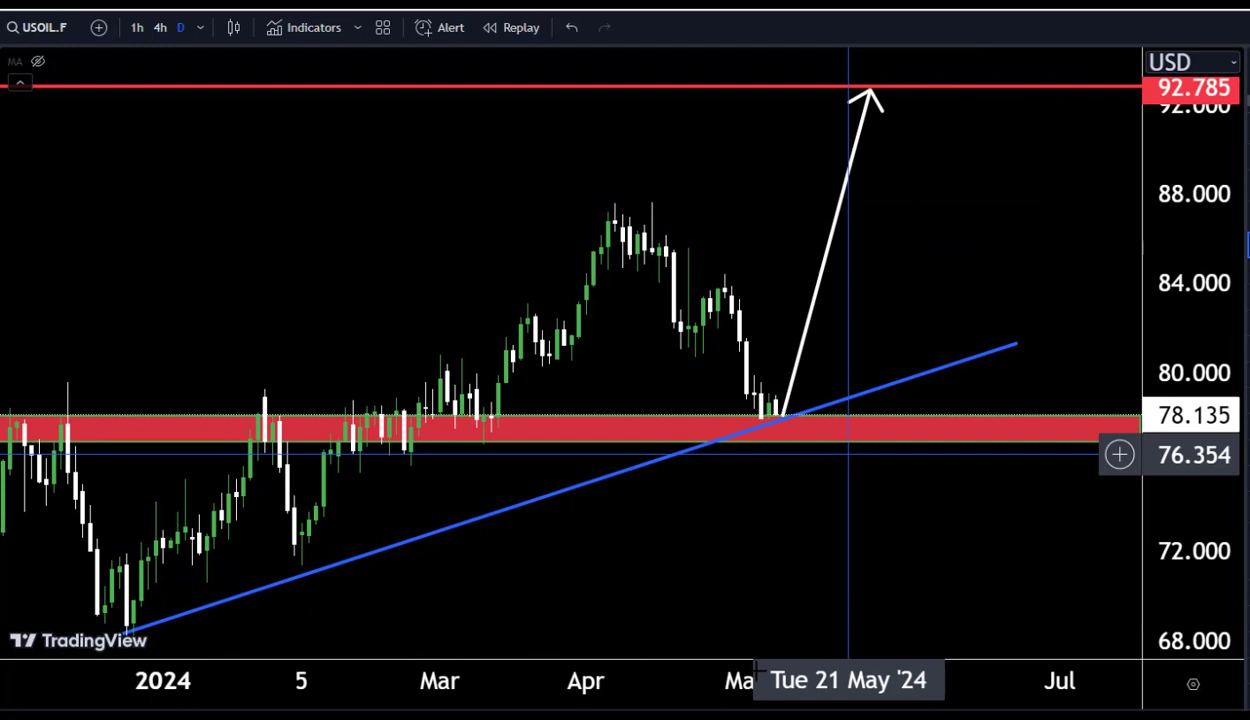 USOIL.F 1h 4h D Indicators Alert Replay
MA
USD
92.785
92.000
88.000
84.000
80.000
78.135
76.354
72.000
68.000
TradingView
2024 5 Mar Apr Ma Tue 21 May '24 Jul